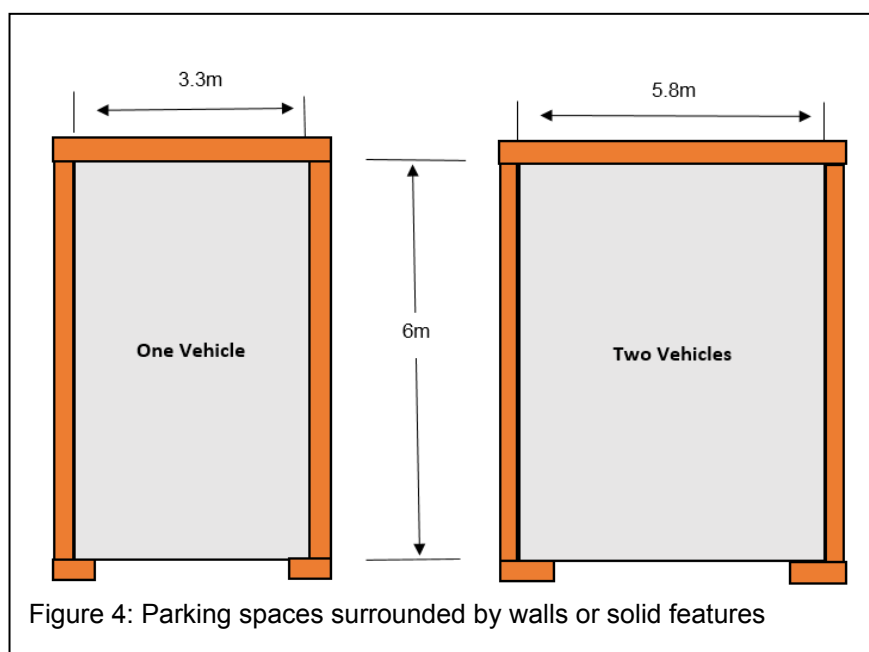 3.3m
5.8m
6m
One Vehicle
Two Vehicles
Figure 4: Parking spaces surrounded by walls or solid features